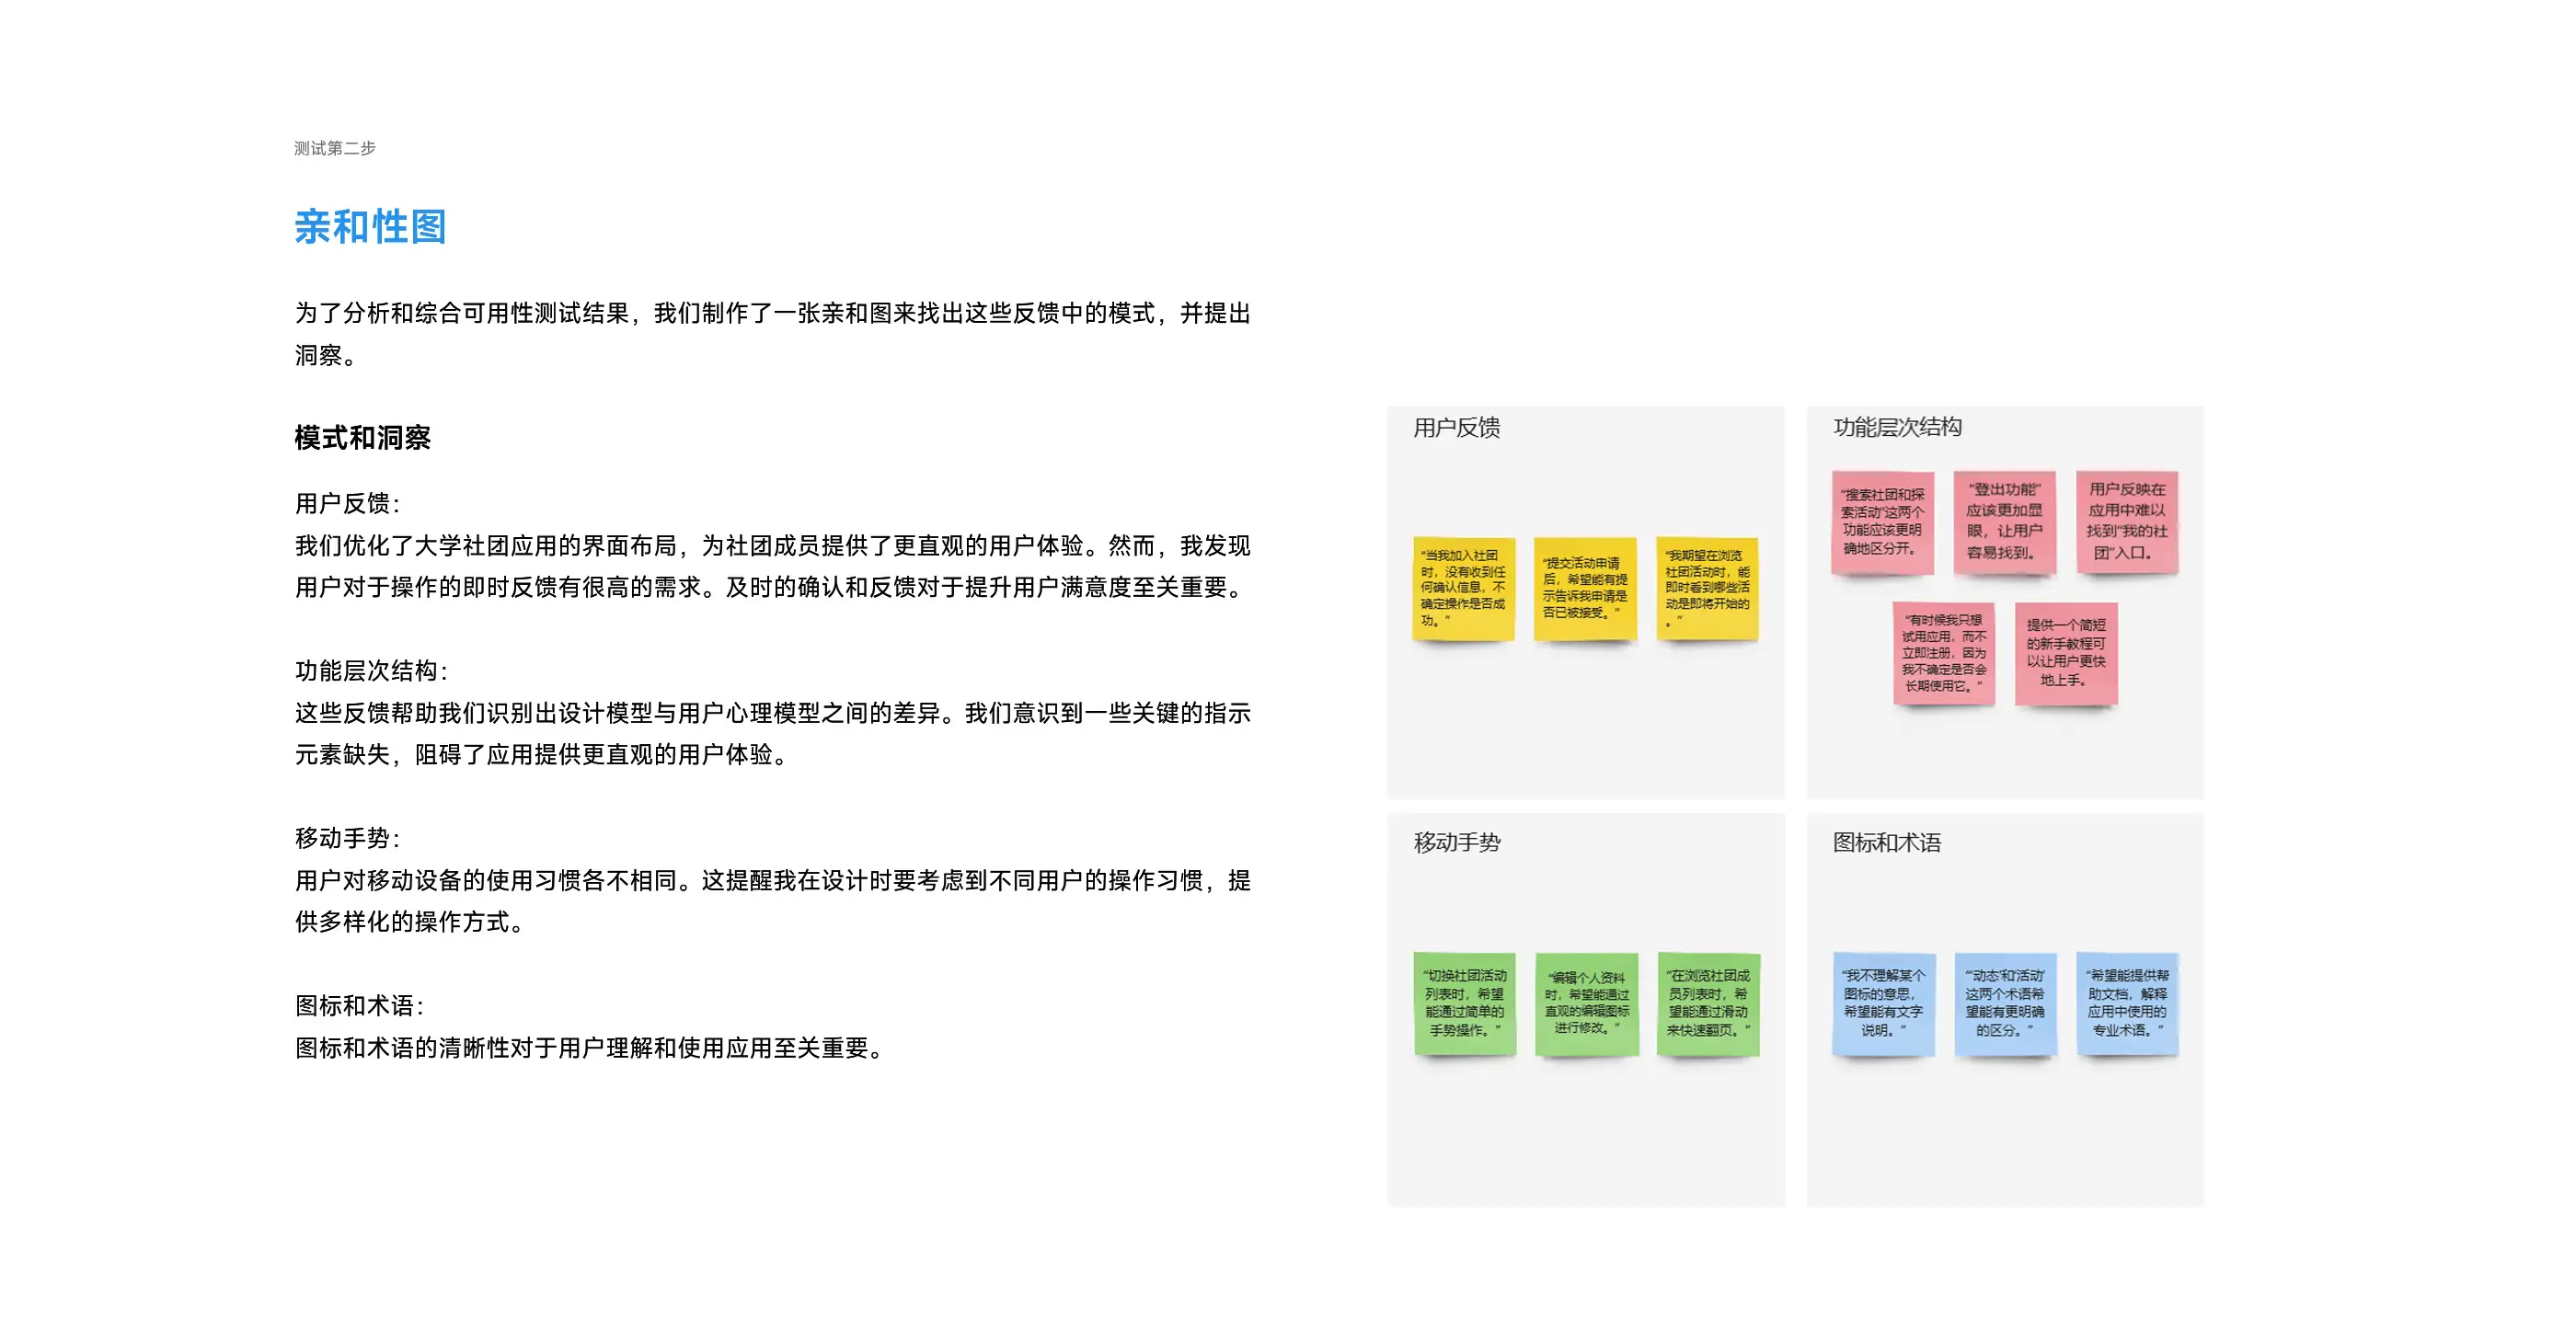 测试第二步
亲和性图
为了分析和综合可用性测试结果，我们制作了一张亲和图来找出这些反馈中的模式，并提出
洞察。
模式和洞察
用户反馈：
我们优化了大学社团应用的界面布局，为社团成员提供了更直观的用户体验。然而，我发现
用户对于操作的即时反馈有很高的需求。及时的确认和反馈对于提升用户满意度至关重要。
功能层次结构：
这些反馈帮助我们识别出设计模型与用户心理模型之间的差异。我们意识到一些关键的指示
元素缺失，阻碍了应用提供更直观的用户体验。
移动手势：
用户对移动设备的使用习惯各不相同。这提醒我在设计时要考虑到不同用户的操作习惯，提
供多样化的操作方式。
图标和术语：
图标和术语的清晰性对于用户理解和使用应用至关重要。
用户反馈
“当我加入社团
时，没有收到任
何确认信息，不
确定操作是否成
功。”
“提交活动申请
后，希望能有提
示告诉我申请是
否已被接受。”
“我期望在浏览
社团活动时，能
即时看到哪些活
动是即将开始的
。”
功能层次结构
“搜索社团和探
索活动”这两个
功能应该更明
确地区分开。
“登出功能”
应该更加显
眼，让用户
容易找到。
用户反映在
应用中难以
找到“我的社
团”入口。
“有时候我只想
试用应用，而不
立即注册，因为
我不确定是否会
长期使用它。”
提供一个简短
的新手教程可
以让用户更快
地上手。
移动手势
“切换社团活动
列表时，希望
能通过简单的
手势操作。”
“编辑个人资料
时，希望能通过
直观的编辑图标
进行修改。”
“在浏览社团成
员列表时，希
望能通过滑动
来快速翻页。”
图标和术语
“我不理解某个
图标的意思，
希望能有文字
说明。”
“‘动态’和‘活动’
这两个术语希
望能有更明确
的区分。”
“希望能提供帮
助文档，解释
应用中使用的
专业术语。”